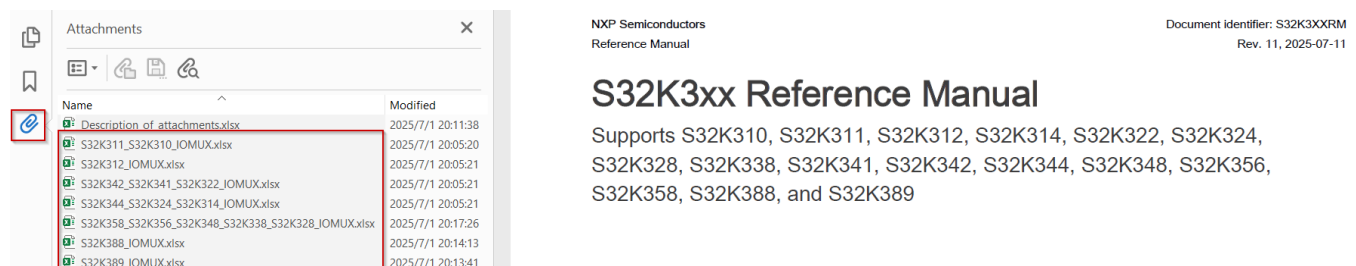 Attachments
Name Modified
Description_of_attachments.xlsx 2025/7/1 20:11:38
S32K311_S32K310_IOMUX.xlsx 2025/7/1 20:05:20
S32K312_IOMUX.xlsx 2025/7/1 20:05:21
S32K342_S32K341_S32K322_IOMUX.xlsx 2025/7/1 20:05:21
S32K344_S32K324_S32K314_IOMUX.xlsx 2025/7/1 20:05:21
S32K358_S32K356_S32K348_S32K338_S32K328_IOMUX.xlsx 2025/7/1 20:17:26
S32K388_IOMUX.xlsx 2025/7/1 20:14:13
S32K389_IOMUX.xlsx 2025/7/1 20:13:41
NXP Semiconductors Document identifier: S32K3XXRM
Reference Manual Rev. 11, 2025-07-11
S32K3xx Reference Manual
Supports S32K310, S32K311, S32K312, S32K314, S32K322, S32K324,
S32K328, S32K338, S32K341, S32K342, S32K344, S32K348, S32K356,
S32K358, S32K388, and S32K389